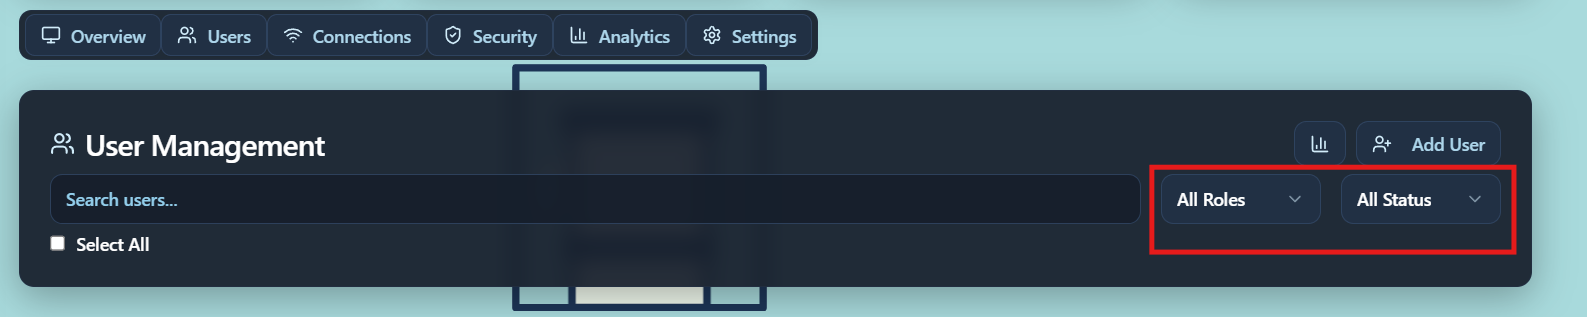 Overview Users Connections Security Analytics Settings
User Management
Add User
Search users...
All Roles
All Status
Select All